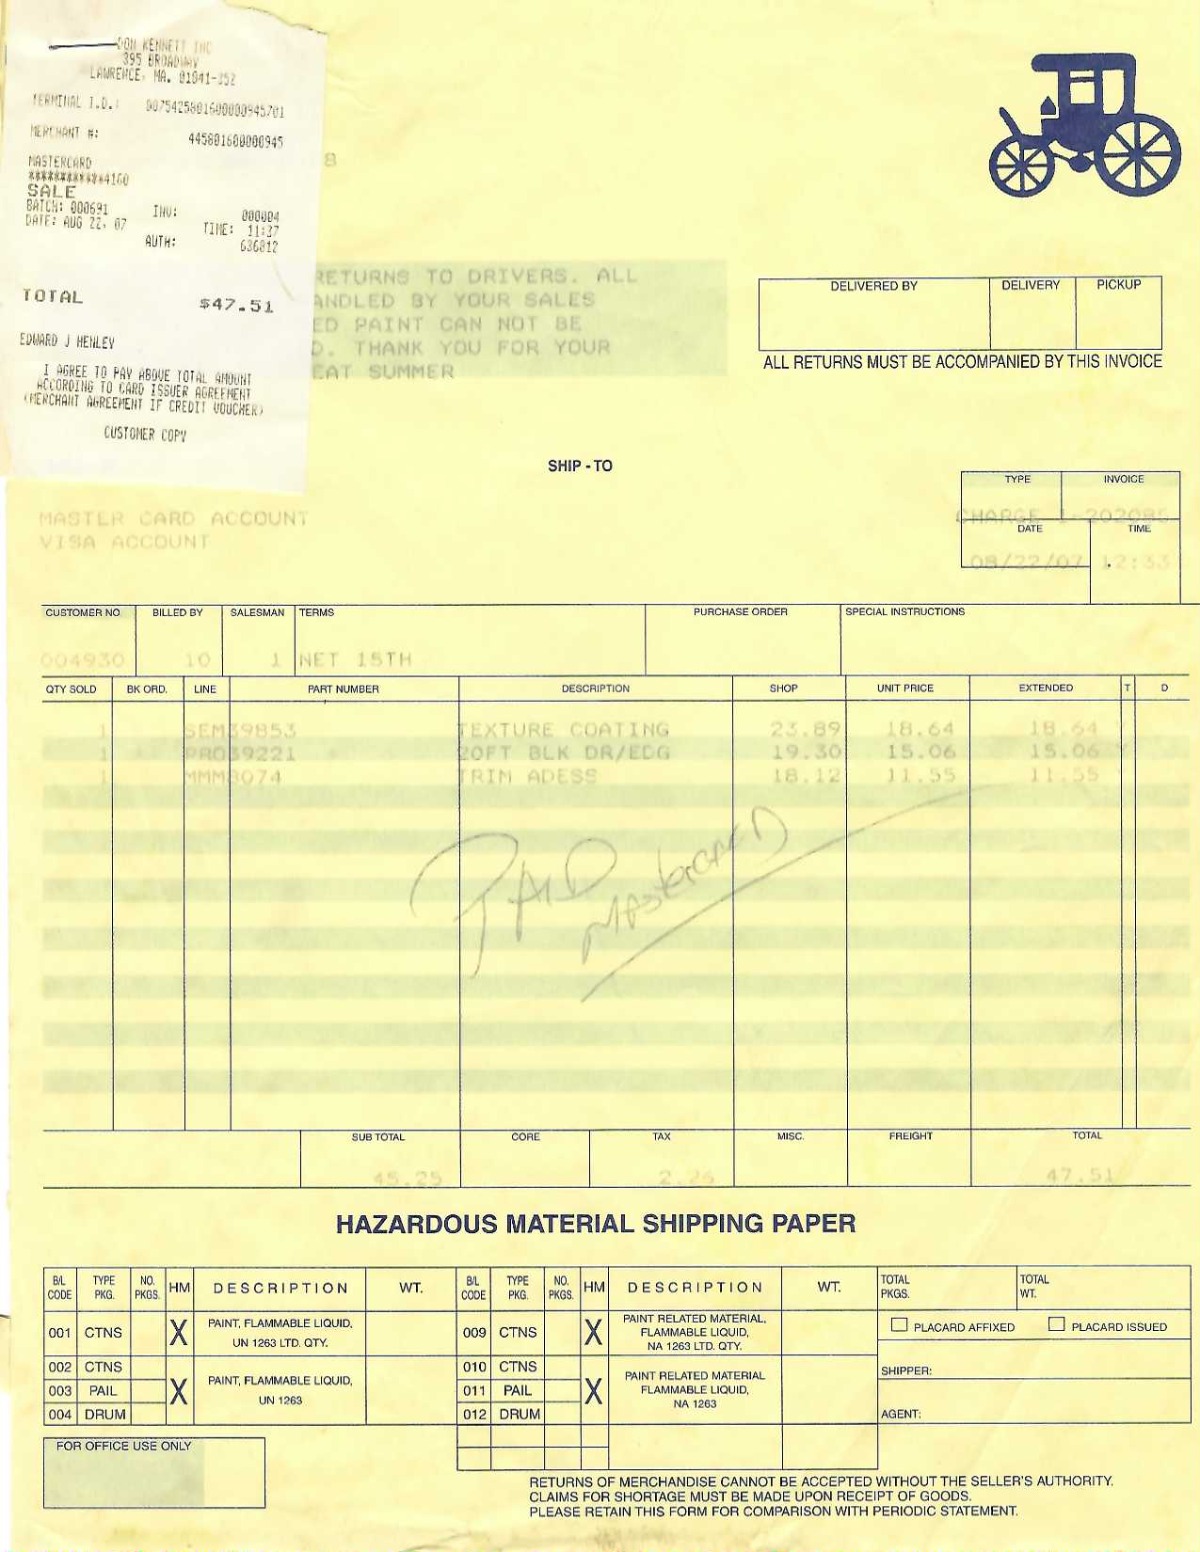 DON KENNETT INC
395 BROADWAY
LAWRENCE, MA. 01841-352
TERMINAL I.D.: 0075425801600000945701
MERCHANT #: 445801600000945
MASTERCARD
************4160
SALE
BATCH: 000691 INV: 000004
DATE: AUG 22, 07 TIME: 11:37
AUTH: 636812
TOTAL $47.51
EDWARD J HENLEY
I AGREE TO PAY ABOVE TOTAL AMOUNT
ACCORDING TO CARD ISSUER AGREEMENT
(MERCHANT AGREEMENT IF CREDIT VOUCHER)
CUSTOMER COPY
8
RETURNS TO DRIVERS. ALL
ANDLED BY YOUR SALES
ED PAINT CAN NOT BE
D. THANK YOU FOR YOUR
EAT SUMMER
DELIVERED BY DELIVERY PICKUP
ALL RETURNS MUST BE ACCOMPANIED BY THIS INVOICE
SHIP - TO
TYPE INVOICE
MASTER CARD ACCOUNT
CHARGE 1-202085
VISA ACCOUNT
DATE TIME
08/22/07 12:33
CUSTOMER NO. BILLED BY SALESMAN TERMS PURCHASE ORDER SPECIAL INSTRUCTIONS
004930 10 1 NET 15TH
QTY SOLD BK ORD. LINE PART NUMBER DESCRIPTION SHOP UNIT PRICE EXTENDED T D
1 SEM39853 TEXTURE COATING 23.89 18.64 18.64
1 PRO39221 20FT BLK DR/EDG 19.30 15.06 15.06
1 MMM8074 TRIM ADESS 18.12 11.55 11.55
PAID MASTERCARD
SUB TOTAL CORE TAX MISC. FREIGHT TOTAL
45.25 2.26 47.51
HAZARDOUS MATERIAL SHIPPING PAPER
B/L CODE TYPE PKG. NO. PKGS. HM DESCRIPTION WT. B/L CODE TYPE PKG. NO. PKGS. HM DESCRIPTION WT. TOTAL PKGS. TOTAL WT.
001 CTNS X PAINT, FLAMMABLE LIQUID, UN 1263 LTD. QTY. 009 CTNS X PAINT RELATED MATERIAL, FLAMMABLE LIQUID, NA 1263 LTD. QTY. PLACARD AFFIXED PLACARD ISSUED
002 CTNS 010 CTNS SHIPPER:
003 PAIL X PAINT, FLAMMABLE LIQUID, UN 1263 011 PAIL X PAINT RELATED MATERIAL FLAMMABLE LIQUID, NA 1263
004 DRUM 012 DRUM AGENT:
FOR OFFICE USE ONLY
RETURNS OF MERCHANDISE CANNOT BE ACCEPTED WITHOUT THE SELLER'S AUTHORITY.
CLAIMS FOR SHORTAGE MUST BE MADE UPON RECEIPT OF GOODS.
PLEASE RETAIN THIS FORM FOR COMPARISON WITH PERIODIC STATEMENT.